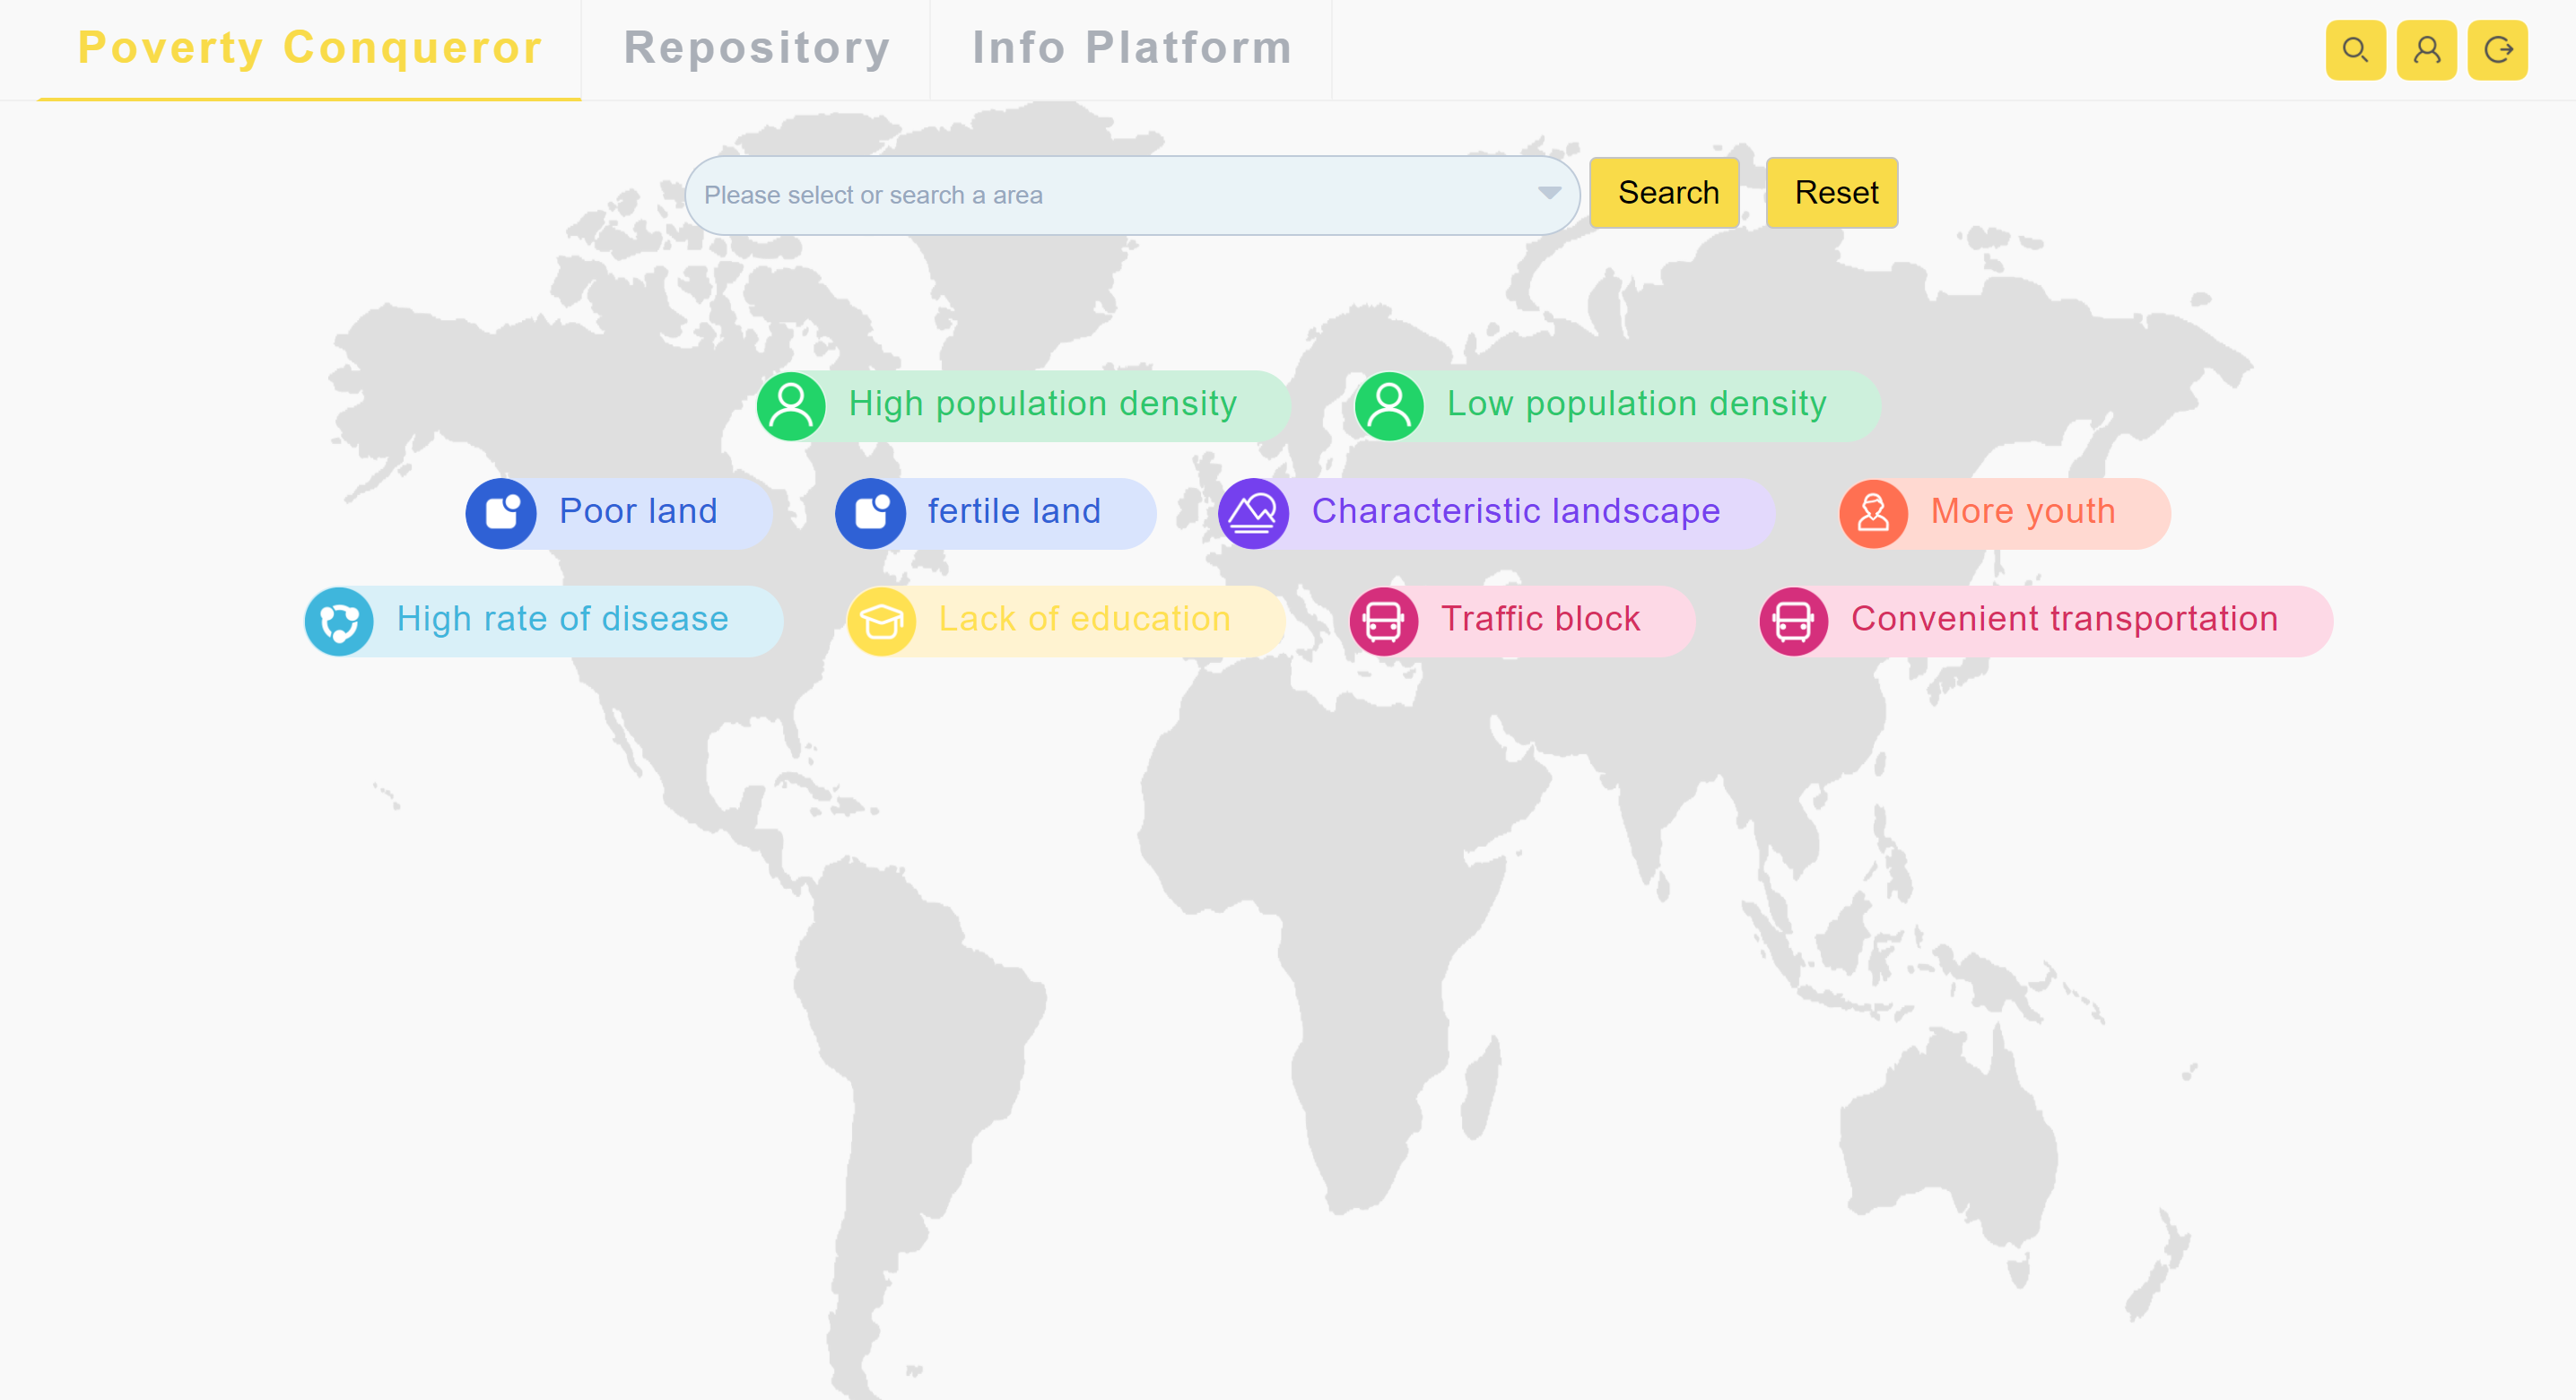 Poverty Conqueror Repository Info Platform
Please select or search a area Search Reset
High population density Low population density
Poor land fertile land Characteristic landscape More youth
High rate of disease Lack of education Traffic block Convenient transportation